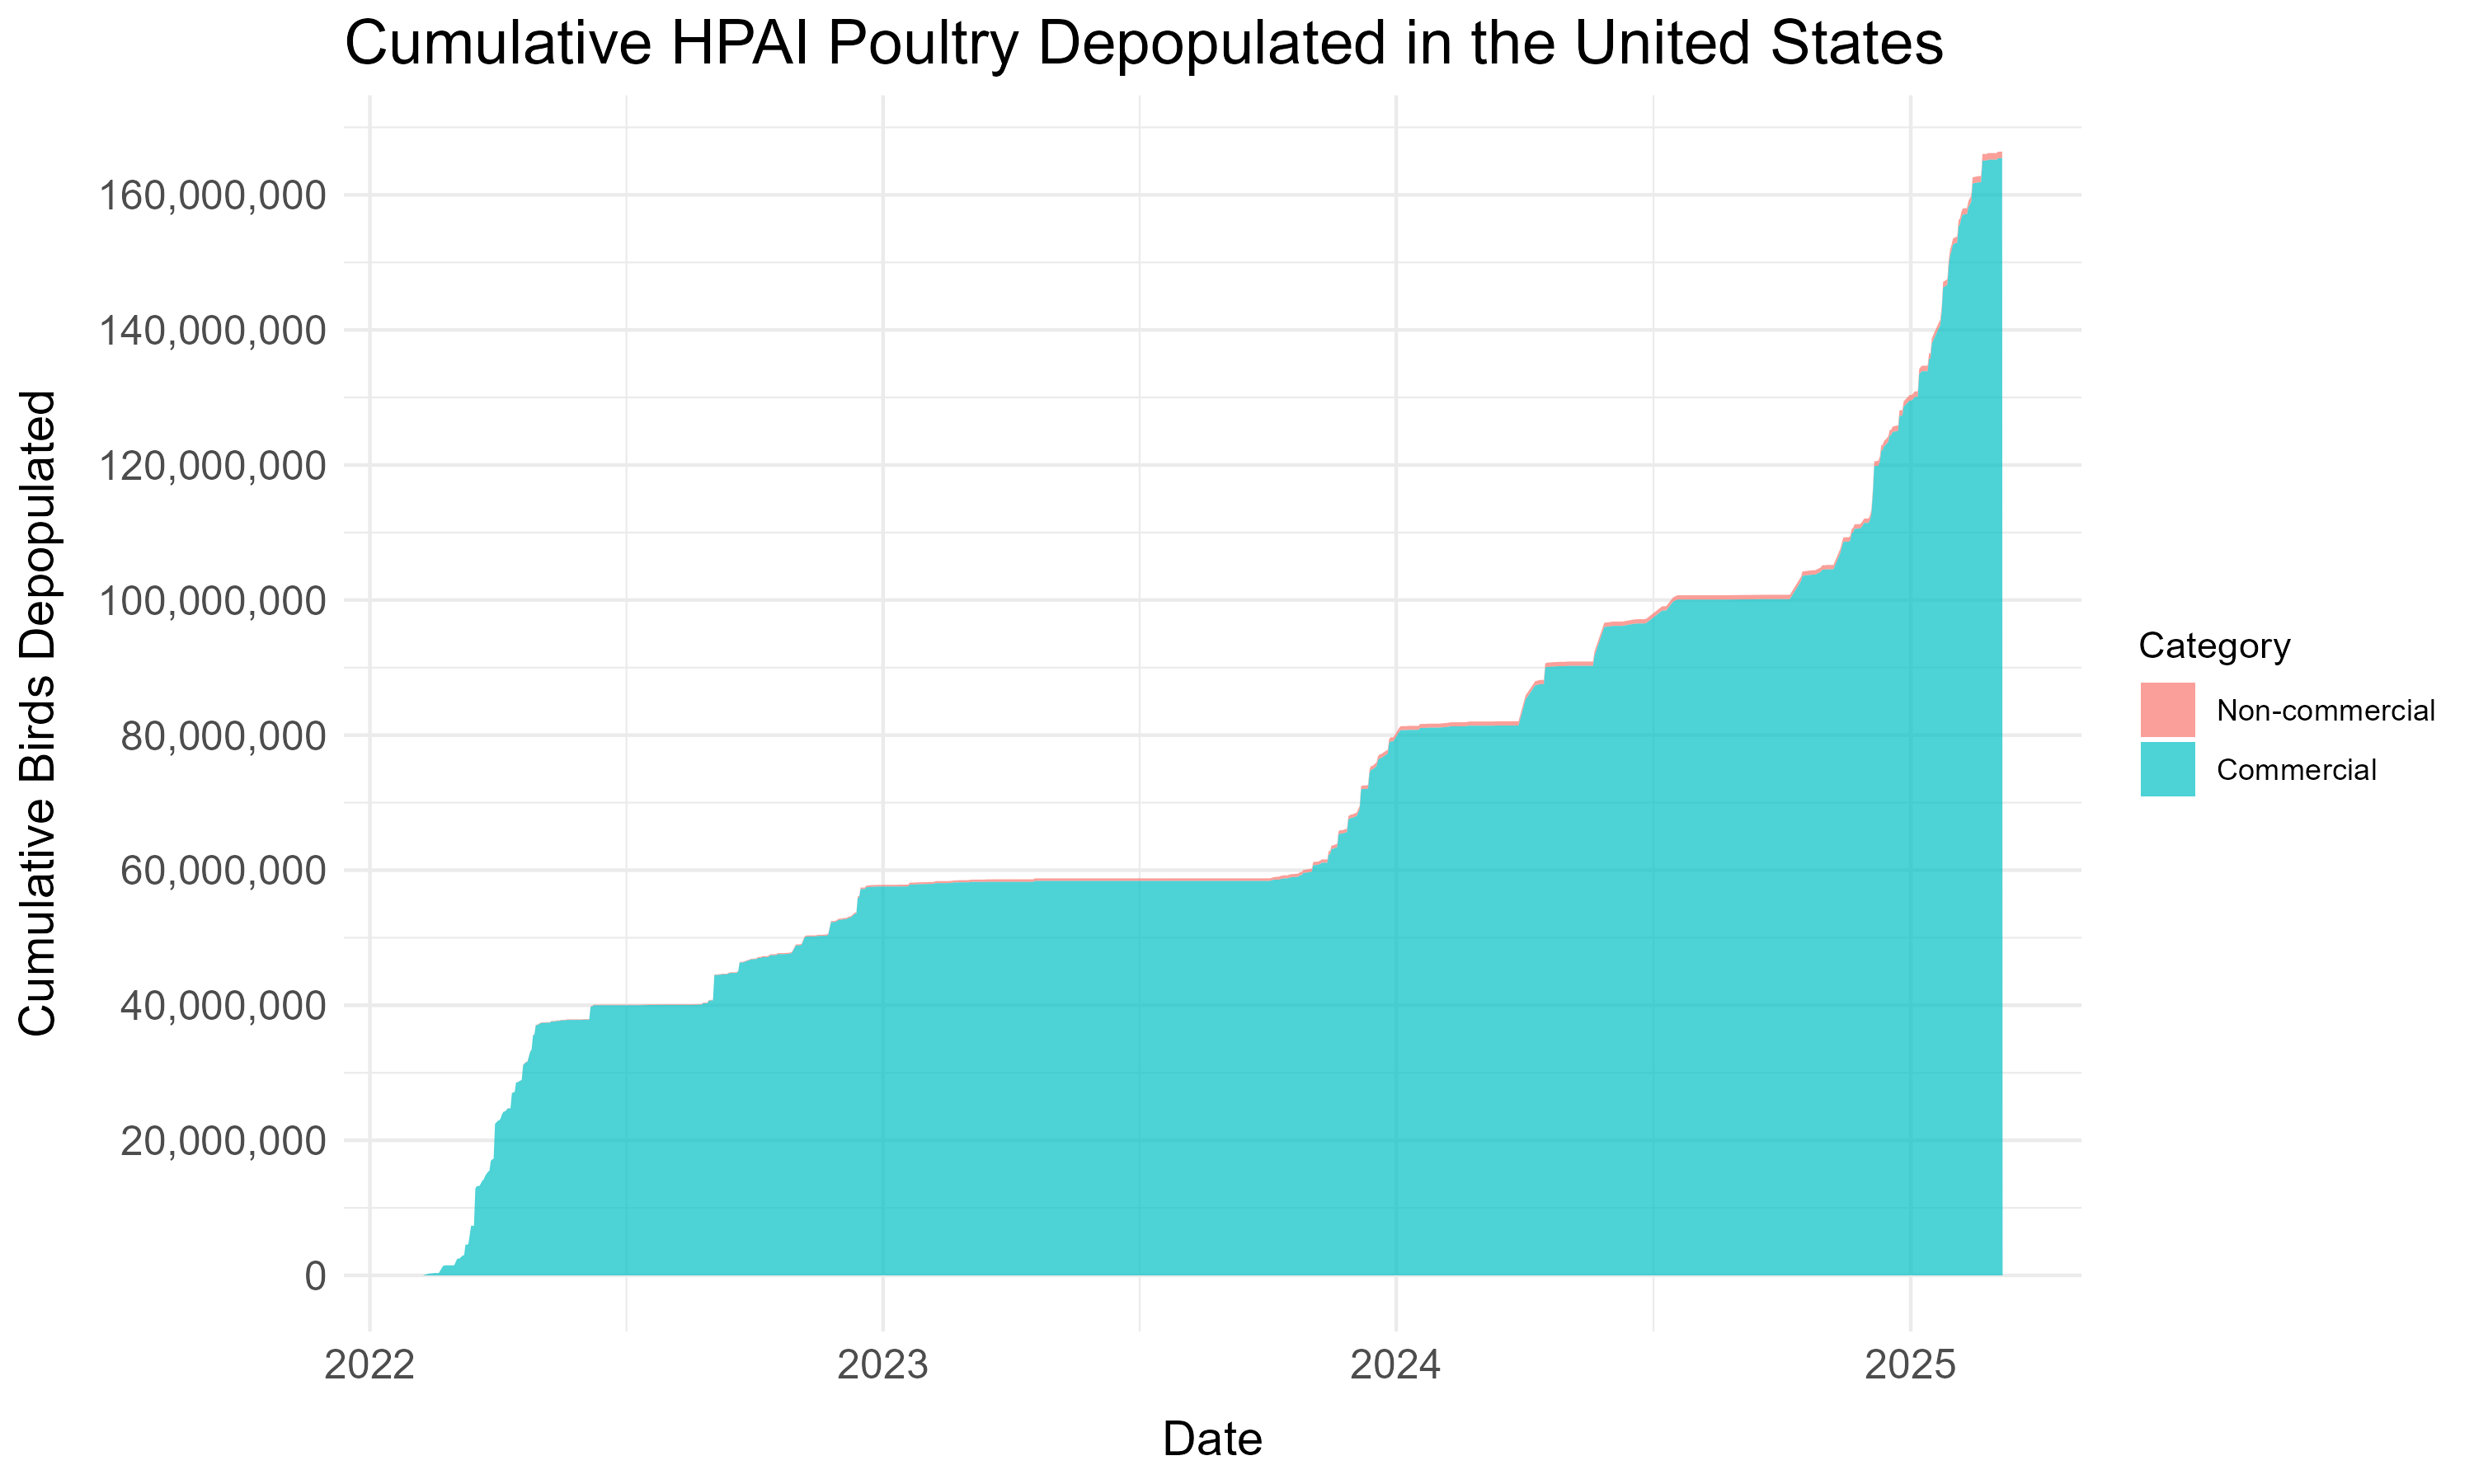 Cumulative HPAI Poultry Depopulated in the United States
Cumulative Birds Depopulated
160,000,000
140,000,000
120,000,000
100,000,000
80,000,000
60,000,000
40,000,000
20,000,000
0
2022
2023
2024
2025
Date
Category
Non-commercial
Commercial